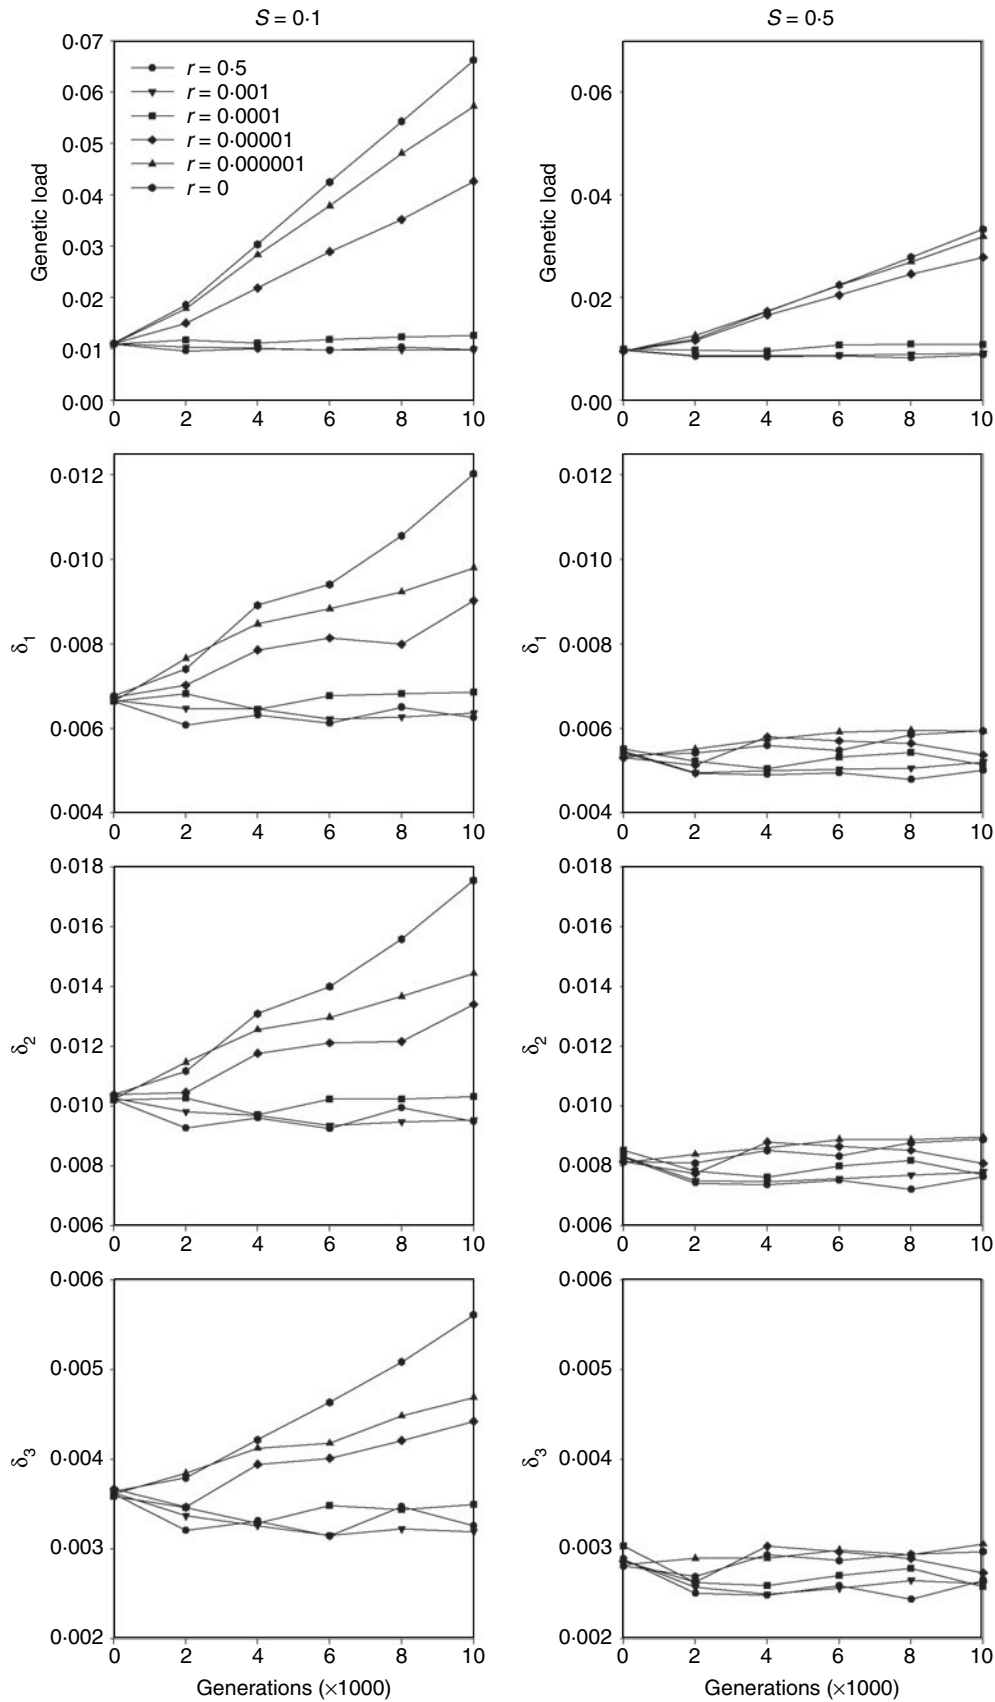 S = 0·1
S = 0·5
0·07
0·06
0·05
0·04
0·03
0·02
0·01
0·00
Genetic load
r = 0·5
r = 0·001
r = 0·0001
r = 0·00001
r = 0·000001
r = 0
0 2 4 6 8 10
0·06
0·04
0·02
0·00
Genetic load
0 2 4 6 8 10
0·012
0·010
0·008
0·006
0·004
δ1
0 2 4 6 8 10
0·012
0·010
0·008
0·006
0·004
δ1
0 2 4 6 8 10
0·018
0·016
0·014
0·012
0·010
0·008
0·006
δ2
0 2 4 6 8 10
0·018
0·016
0·014
0·012
0·010
0·008
0·006
δ2
0 2 4 6 8 10
0·006
0·005
0·004
0·003
0·002
δ3
0 2 4 6 8 10
Generations (×1000)
0·006
0·005
0·004
0·003
0·002
δ3
0 2 4 6 8 10
Generations (×1000)